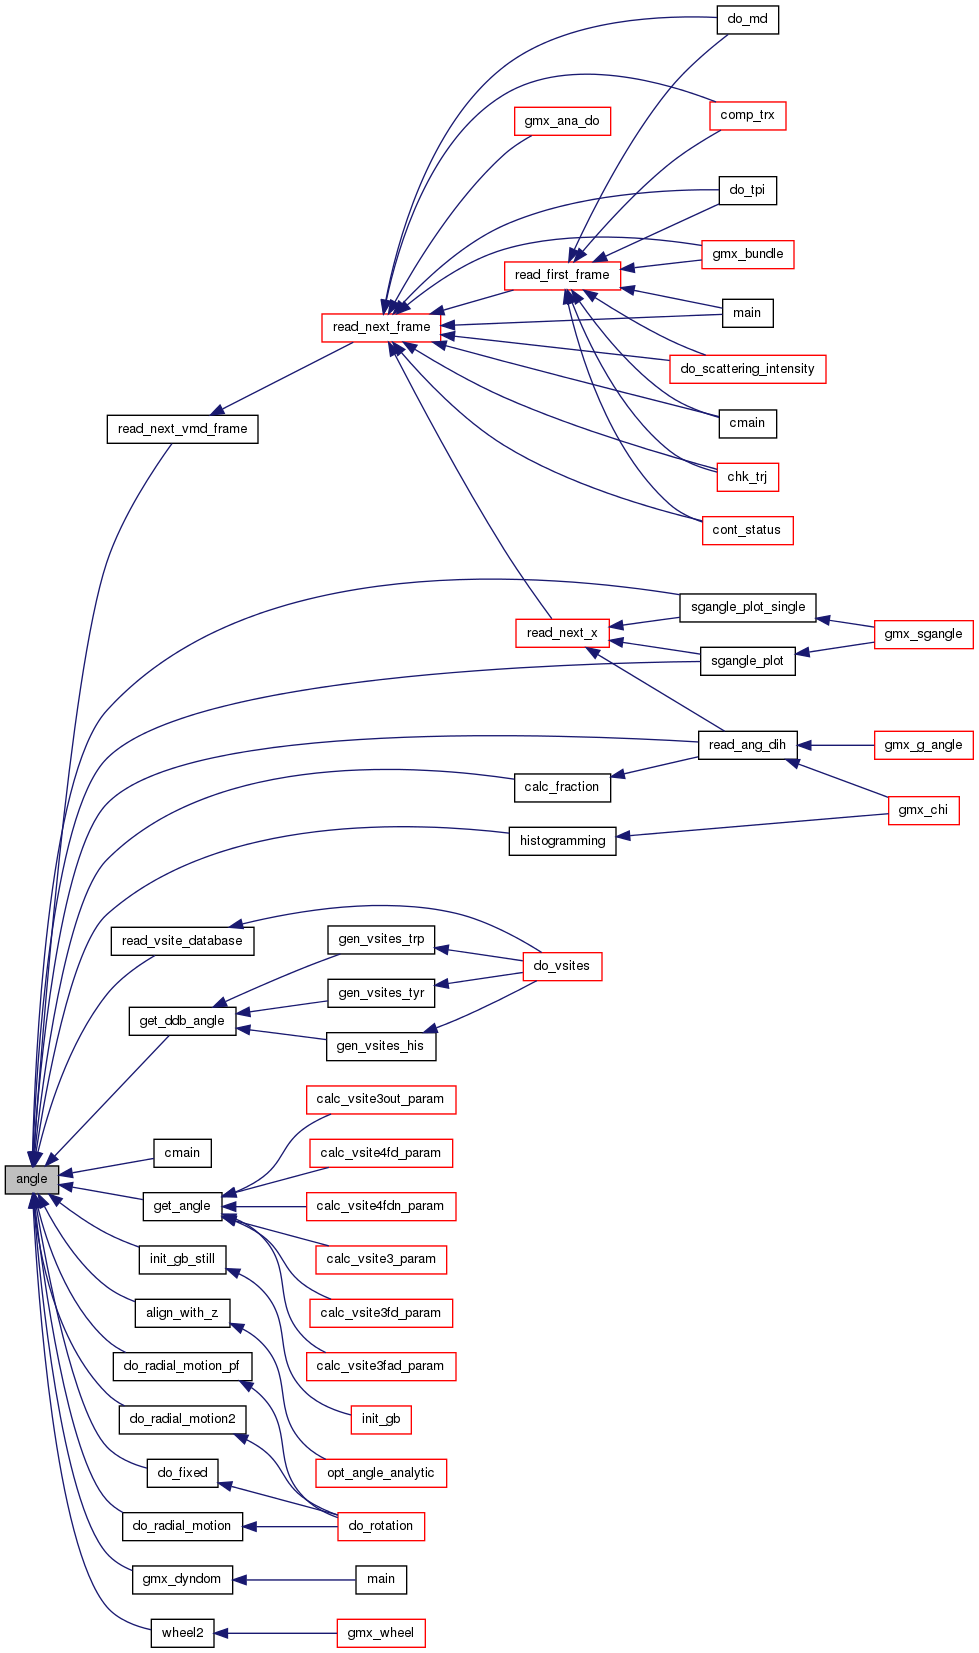 do_md
comp_trx
gmx_ana_do
do_tpi
gmx_bundle
read_first_frame
main
read_next_frame
do_scattering_intensity
cmain
read_next_vmd_frame
chk_trj
cont_status
sgangle_plot_single
read_next_x
gmx_sgangle
sgangle_plot
read_ang_dih
gmx_g_angle
calc_fraction
gmx_chi
histogramming
read_vsite_database
gen_vsites_trp
do_vsites
gen_vsites_tyr
get_ddb_angle
gen_vsites_his
calc_vsite3out_param
cmain
calc_vsite4fd_param
angle
get_angle
calc_vsite4fdn_param
init_gb_still
calc_vsite3_param
align_with_z
calc_vsite3fd_param
do_radial_motion_pf
calc_vsite3fad_param
do_radial_motion2
init_gb
do_fixed
opt_angle_analytic
do_radial_motion
do_rotation
gmx_dyndom
main
wheel2
gmx_wheel